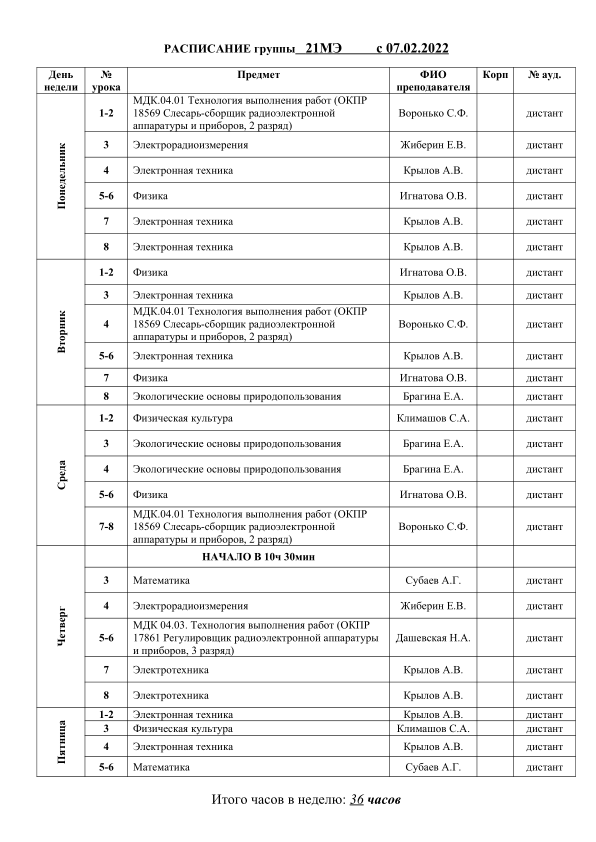 РАСПИСАНИЕ группы 21МЭ с 07.02.2022
День недели № урока Предмет ФИО преподавателя Корп № ауд.
Понедельник
1-2 МДК.04.01 Технология выполнения работ (ОКПР
18569 Слесарь-сборщик радиоэлектронной
аппаратуры и приборов, 2 разряд) Воронько С.Ф. дистант
3 Электрорадиоизмерения Жиберин Е.В. дистант
4 Электронная техника Крылов А.В. дистант
5-6 Физика Игнатова О.В. дистант
7 Электронная техника Крылов А.В. дистант
8 Электронная техника Крылов А.В. дистант
Вторник
1-2 Физика Игнатова О.В. дистант
3 Электронная техника Крылов А.В. дистант
4 МДК.04.01 Технология выполнения работ (ОКПР
18569 Слесарь-сборщик радиоэлектронной
аппаратуры и приборов, 2 разряд) Воронько С.Ф. дистант
5-6 Электронная техника Крылов А.В. дистант
7 Физика Игнатова О.В. дистант
8 Экологические основы природопользования Брагина Е.А. дистант
Среда
1-2 Физическая культура Климашов С.А. дистант
3 Экологические основы природопользования Брагина Е.А. дистант
4 Экологические основы природопользования Брагина Е.А. дистант
5-6 Физика Игнатова О.В. дистант
7-8 МДК.04.01 Технология выполнения работ (ОКПР
18569 Слесарь-сборщик радиоэлектронной
аппаратуры и приборов, 2 разряд) Воронько С.Ф. дистант
Четверг
НАЧАЛО В 10ч 30мин
3 Математика Субаев А.Г. дистант
4 Электрорадиоизмерения Жиберин Е.В. дистант
5-6 МДК 04.03. Технология выполнения работ (ОКПР
17861 Регулировщик радиоэлектронной аппаратуры
и приборов, 3 разряд) Дашевская Н.А. дистант
7 Электротехника Крылов А.В. дистант
8 Электротехника Крылов А.В. дистант
Пятница
1-2 Электронная техника Крылов А.В. дистант
3 Физическая культура Климашов С.А. дистант
4 Электронная техника Крылов А.В. дистант
5-6 Математика Субаев А.Г. дистант
Итого часов в неделю: 36 часов